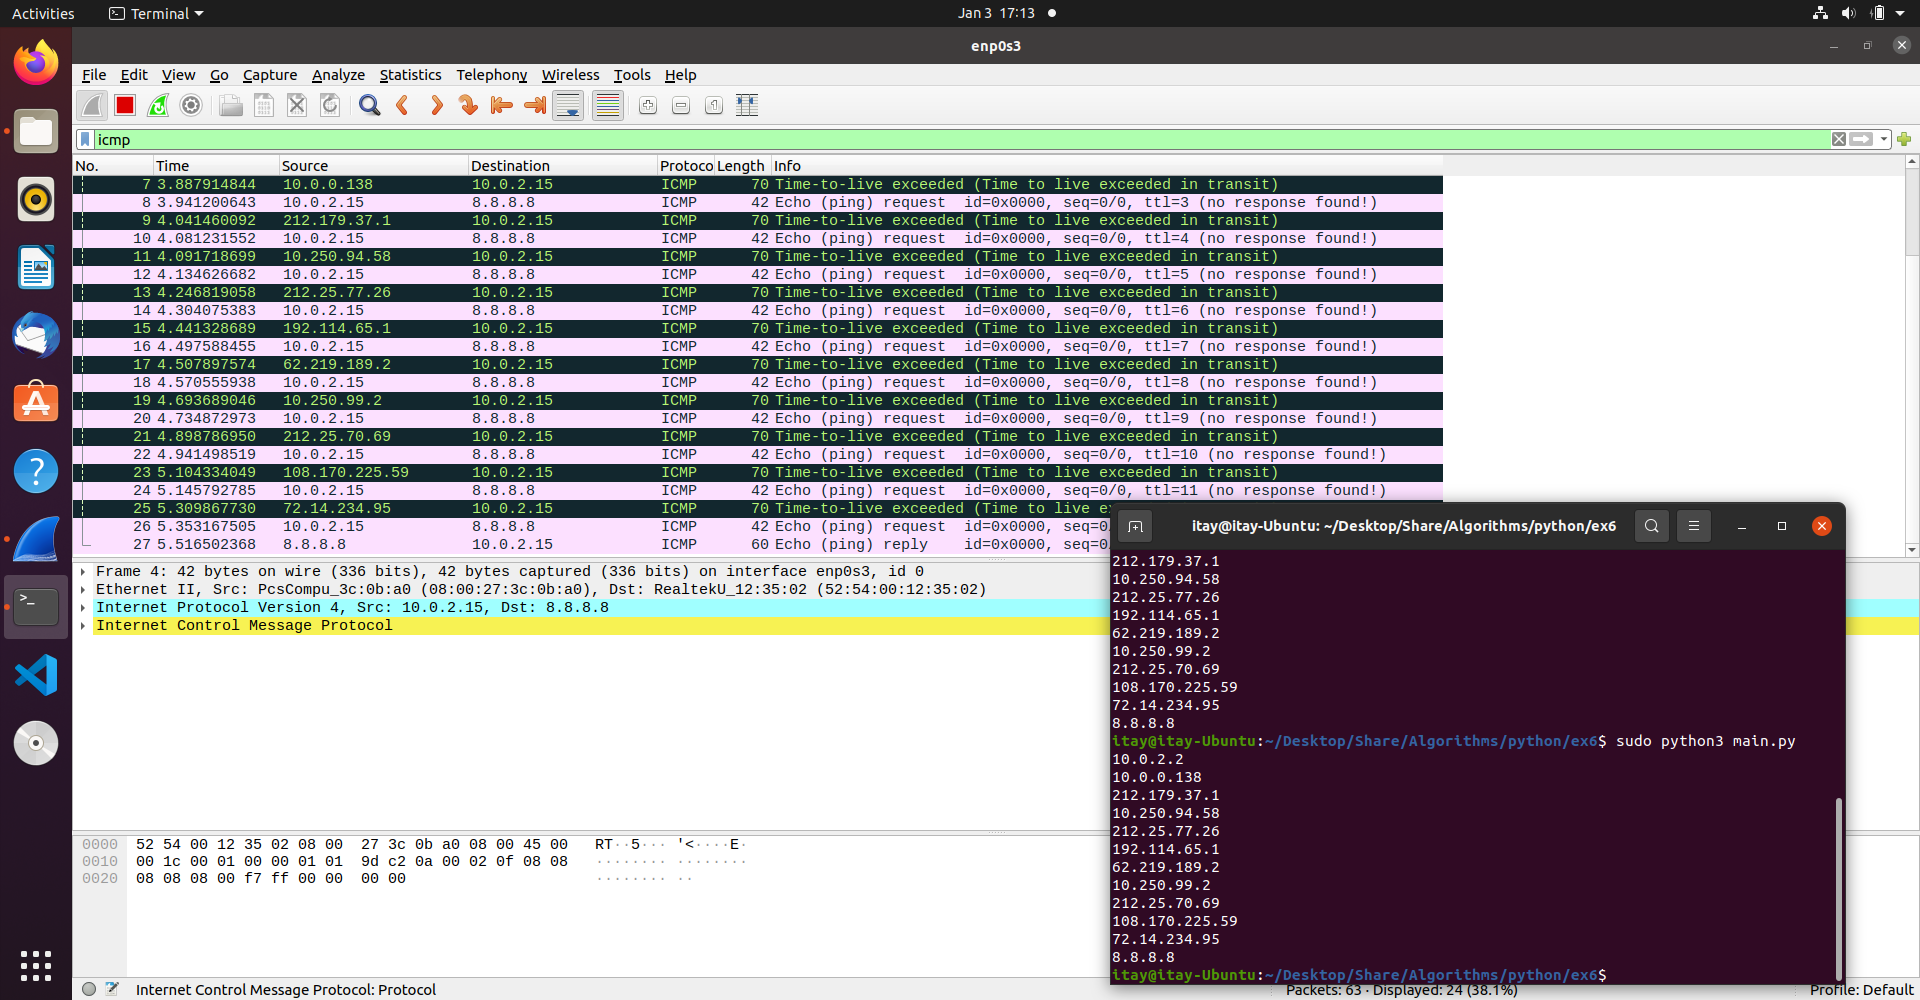 Activities Terminal Jan 3 17:13
enp0s3
File Edit View Go Capture Analyze Statistics Telephony Wireless Tools Help
icmp
No. Time Source Destination Protoco Length Info
7 3.887914844 10.0.0.138 10.0.2.15 ICMP 70 Time-to-live exceeded (Time to live exceeded in transit)
8 3.941200643 10.0.2.15 8.8.8.8 ICMP 42 Echo (ping) request id=0x0000, seq=0/0, ttl=3 (no response found!)
9 4.041460092 212.179.37.1 10.0.2.15 ICMP 70 Time-to-live exceeded (Time to live exceeded in transit)
10 4.081231552 10.0.2.15 8.8.8.8 ICMP 42 Echo (ping) request id=0x0000, seq=0/0, ttl=4 (no response found!)
11 4.091718699 10.250.94.58 10.0.2.15 ICMP 70 Time-to-live exceeded (Time to live exceeded in transit)
12 4.134626682 10.0.2.15 8.8.8.8 ICMP 42 Echo (ping) request id=0x0000, seq=0/0, ttl=5 (no response found!)
13 4.246819058 212.25.77.26 10.0.2.15 ICMP 70 Time-to-live exceeded (Time to live exceeded in transit)
14 4.304075383 10.0.2.15 8.8.8.8 ICMP 42 Echo (ping) request id=0x0000, seq=0/0, ttl=6 (no response found!)
15 4.441328689 192.114.65.1 10.0.2.15 ICMP 70 Time-to-live exceeded (Time to live exceeded in transit)
16 4.497588455 10.0.2.15 8.8.8.8 ICMP 42 Echo (ping) request id=0x0000, seq=0/0, ttl=7 (no response found!)
17 4.507897574 62.219.189.2 10.0.2.15 ICMP 70 Time-to-live exceeded (Time to live exceeded in transit)
18 4.570555938 10.0.2.15 8.8.8.8 ICMP 42 Echo (ping) request id=0x0000, seq=0/0, ttl=8 (no response found!)
19 4.693689046 10.250.99.2 10.0.2.15 ICMP 70 Time-to-live exceeded (Time to live exceeded in transit)
20 4.734872973 10.0.2.15 8.8.8.8 ICMP 42 Echo (ping) request id=0x0000, seq=0/0, ttl=9 (no response found!)
21 4.898786950 212.25.70.69 10.0.2.15 ICMP 70 Time-to-live exceeded (Time to live exceeded in transit)
22 4.941498519 10.0.2.15 8.8.8.8 ICMP 42 Echo (ping) request id=0x0000, seq=0/0, ttl=10 (no response found!)
23 5.104334049 108.170.225.59 10.0.2.15 ICMP 70 Time-to-live exceeded (Time to live exceeded in transit)
24 5.145792785 10.0.2.15 8.8.8.8 ICMP 42 Echo (ping) request id=0x0000, seq=0/0, ttl=11 (no response found!)
25 5.309867730 72.14.234.95 10.0.2.15 ICMP 70 Time-to-live exceeded (Time to live ex
26 5.353167505 10.0.2.15 8.8.8.8 ICMP 42 Echo (ping) request id=0x0000, seq=0
27 5.516502368 8.8.8.8 10.0.2.15 ICMP 60 Echo (ping) reply id=0x0000, seq=0
Frame 4: 42 bytes on wire (336 bits), 42 bytes captured (336 bits) on interface enp0s3, id 0
Ethernet II, Src: PcsCompu_3c:0b:a0 (08:00:27:3c:0b:a0), Dst: RealtekU_12:35:02 (52:54:00:12:35:02)
Internet Protocol Version 4, Src: 10.0.2.15, Dst: 8.8.8.8
Internet Control Message Protocol
0000 52 54 00 12 35 02 08 00 27 3c 0b a0 08 00 45 00 RT··5··· '<····E·
0010 00 1c 00 01 00 00 01 01 9d c2 0a 00 02 0f 08 08 ········ ········
0020 08 08 08 00 f7 ff 00 00 00 00 ········ ··
itay@itay-Ubuntu: ~/Desktop/Share/Algorithms/python/ex6
212.179.37.1
10.250.94.58
212.25.77.26
192.114.65.1
62.219.189.2
10.250.99.2
212.25.70.69
108.170.225.59
72.14.234.95
8.8.8.8
itay@itay-Ubuntu:~/Desktop/Share/Algorithms/python/ex6$ sudo python3 main.py
10.0.2.2
10.0.0.138
212.179.37.1
10.250.94.58
212.25.77.26
192.114.65.1
62.219.189.2
10.250.99.2
212.25.70.69
108.170.225.59
72.14.234.95
8.8.8.8
itay@itay-Ubuntu:~/Desktop/Share/Algorithms/python/ex6$
Internet Control Message Protocol: Protocol Packets: 63 · Displayed: 24 (38.1%) Profile: Default